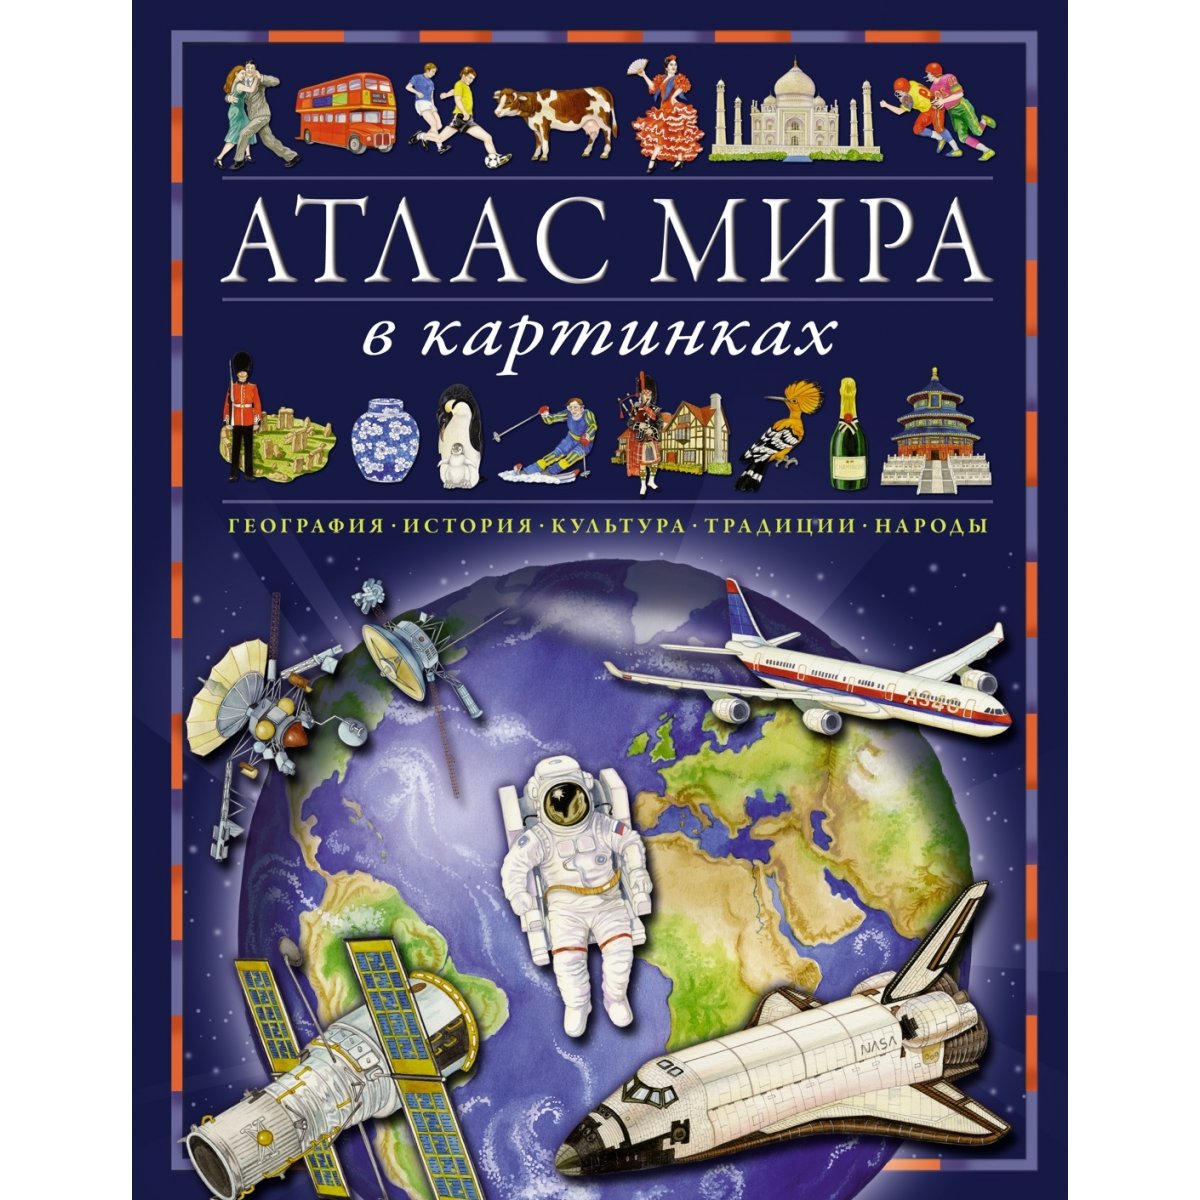 АТЛАС МИРА
в картинках
ГЕОГРАФИЯ · ИСТОРИЯ · КУЛЬТУРА · ТРАДИЦИИ · НАРОДЫ
A340
NASA